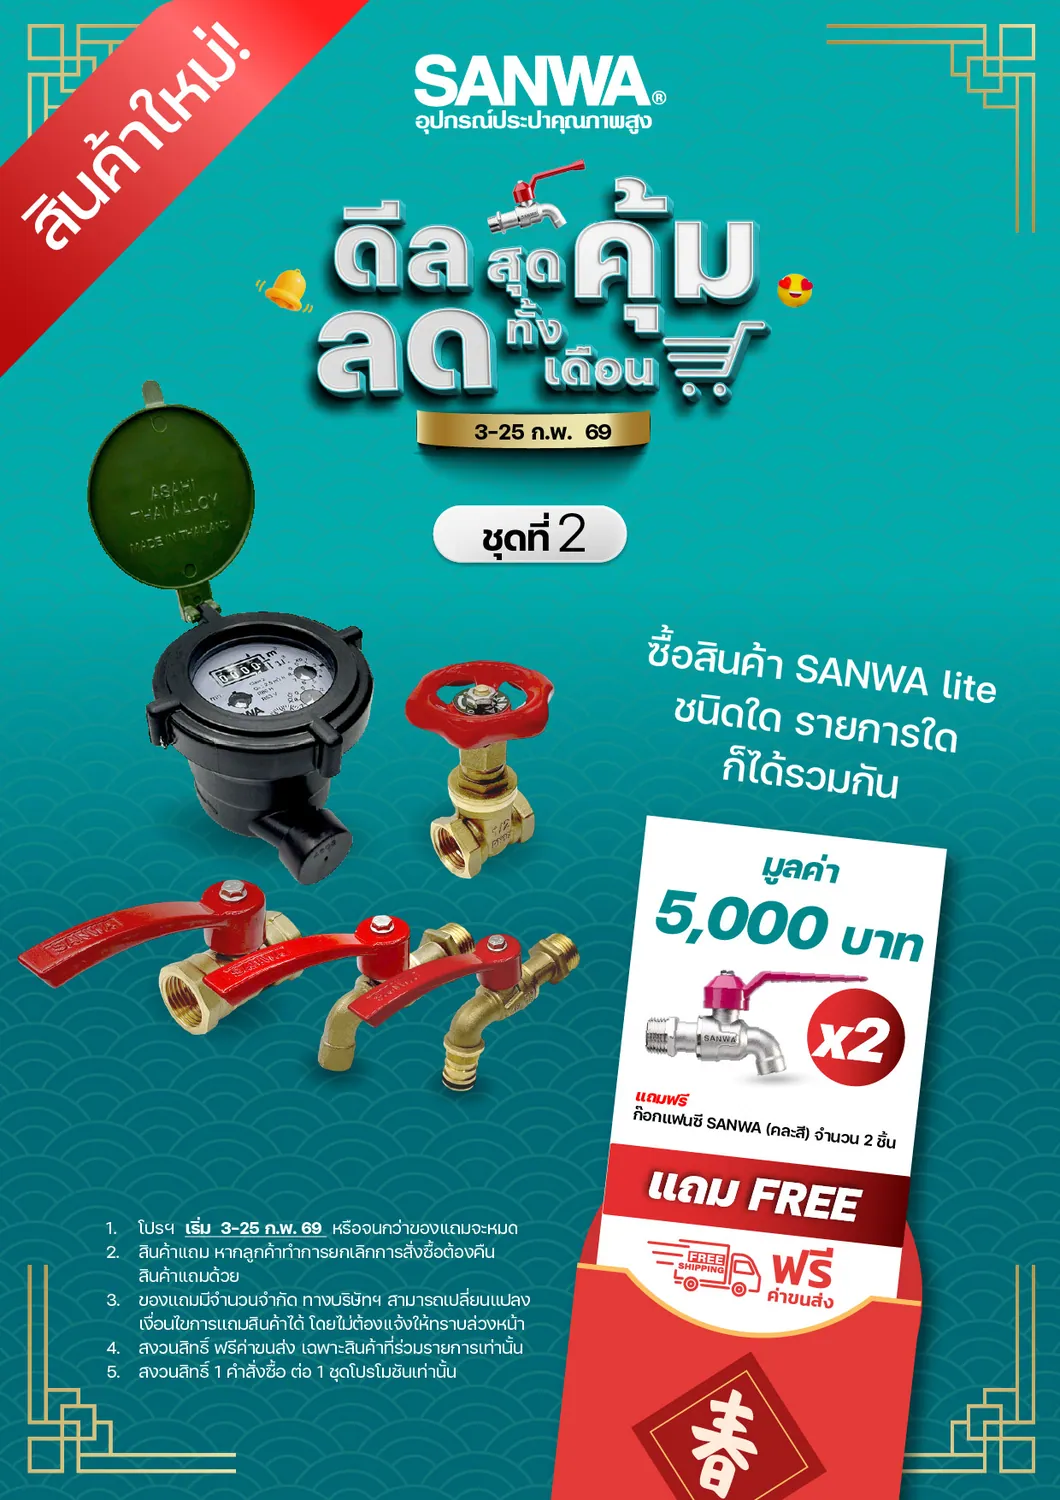 สินค้าใหม่!
SANWA®
อุปกรณ์ประปาคุณภาพสูง
ดีลสุดคุ้ม
ลดทั้งเดือน
3-25 ก.พ. 69
ชุดที่ 2
ASAHI
THAI ALLOY
MADE IN THAILAND
ซื้อสินค้า SANWA lite
ชนิดใด รายการใด
ก็ได้รวมกัน
1/2
SANWA
มูลค่า
5,000 บาท
SANWA
x2
แถมฟรี
ก๊อกแฟนซี SANWA (คละสี) จำนวน 2 ชิ้น
แถม FREE
FREE
SHIPPING
ฟรี
ค่าขนส่ง
春
1. โปรฯ เริ่ม 3-25 ก.พ. 69 หรือจนกว่าของแถมจะหมด
2. สินค้าแถม หากลูกค้าทำการยกเลิกการสั่งซื้อต้องคืน
สินค้าแถมด้วย
3. ของแถมมีจำนวนจำกัด ทางบริษัทฯ สามารถเปลี่ยนแปลง
เงื่อนไขการแถมสินค้าได้ โดยไม่ต้องแจ้งให้ทราบล่วงหน้า
4. สงวนสิทธิ์ ฟรีค่าขนส่ง เฉพาะสินค้าที่ร่วมรายการเท่านั้น
5. สงวนสิทธิ์ 1 คำสั่งซื้อ ต่อ 1 ชุดโปรโมชันเท่านั้น